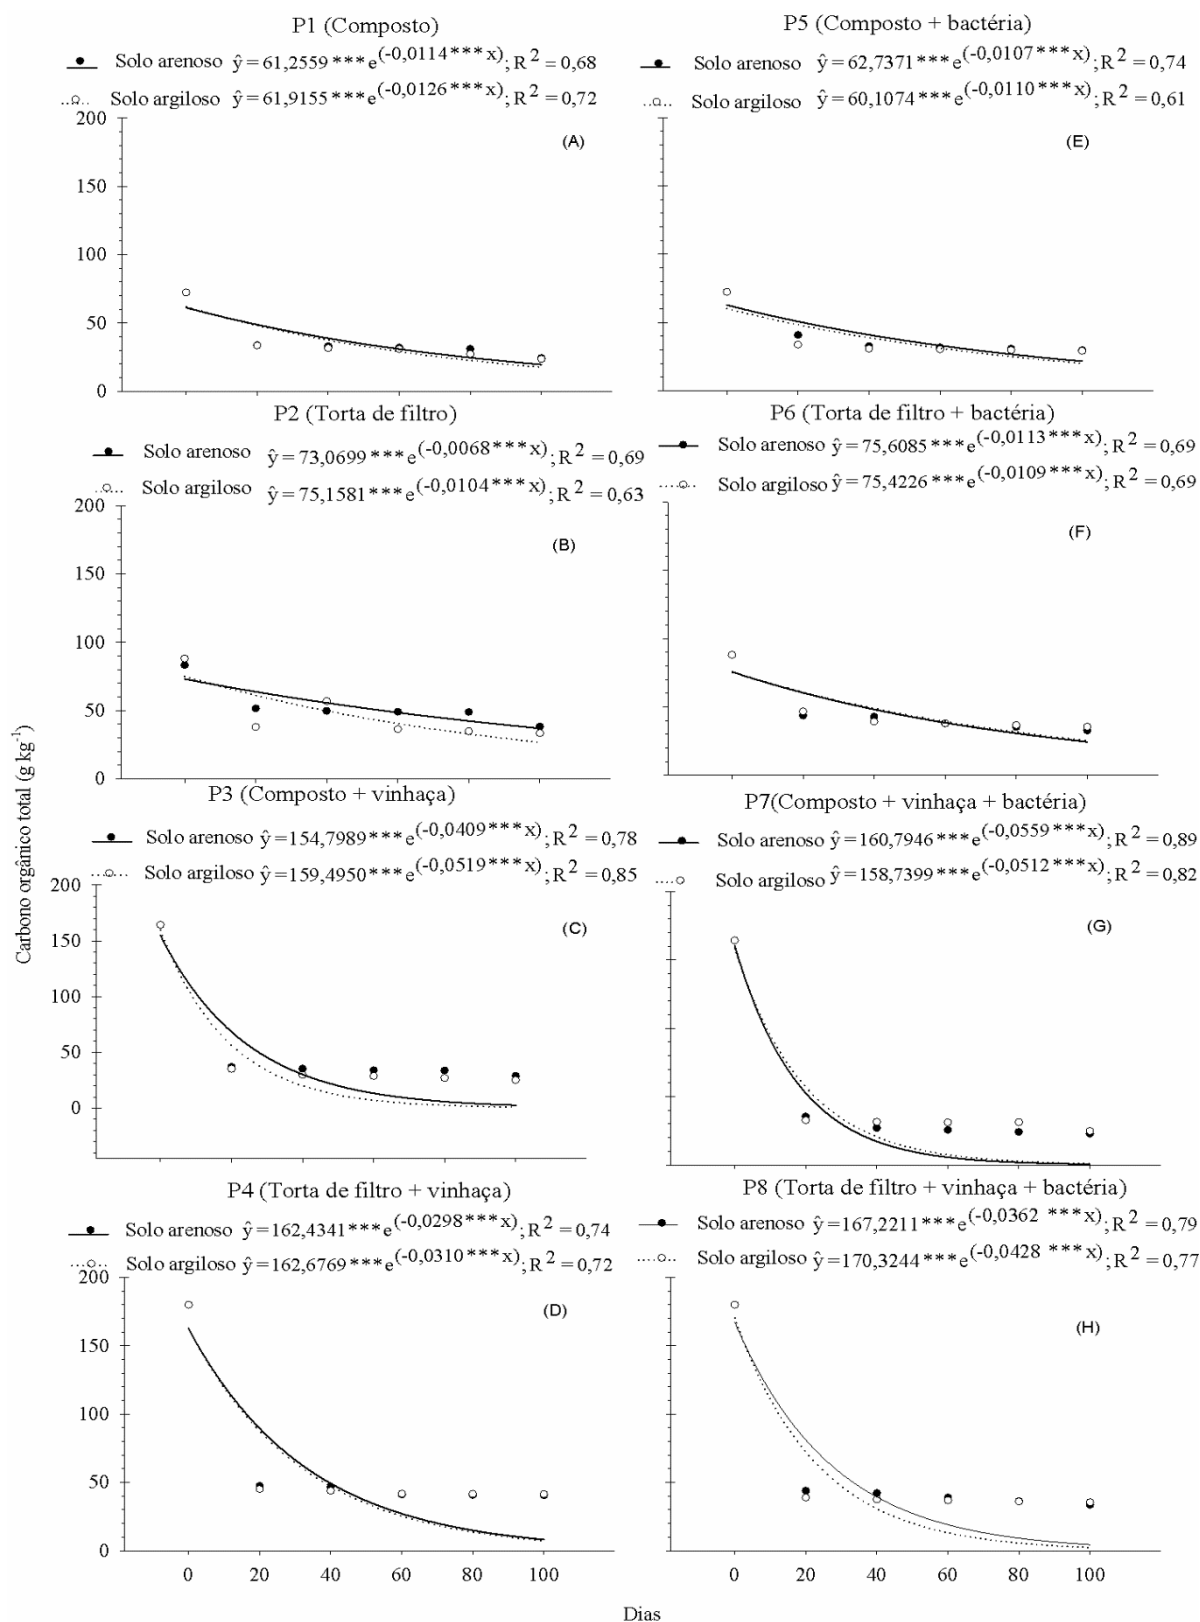 P1 (Composto)
Solo arenoso ŷ = 61,2559 *** e^(-0,0114 *** x); R² = 0,68
Solo argiloso ŷ = 61,9155 *** e^(-0,0126 *** x); R² = 0,72
200
(A)
150
100
50
0
P5 (Composto + bactéria)
Solo arenoso ŷ = 62,7371 *** e^(-0,0107 *** x); R² = 0,74
Solo argiloso ŷ = 60,1074 *** e^(-0,0110 *** x); R² = 0,61
(E)
P2 (Torta de filtro)
Solo arenoso ŷ = 73,0699 *** e^(-0,0068 *** x); R² = 0,69
Solo argiloso ŷ = 75,1581 *** e^(-0,0104 *** x); R² = 0,63
200
(B)
150
100
50
0
P6 (Torta de filtro + bactéria)
Solo arenoso ŷ = 75,6085 *** e^(-0,0113 *** x); R² = 0,69
Solo argiloso ŷ = 75,4226 *** e^(-0,0109 *** x); R² = 0,69
(F)
Carbono orgânico total (g kg⁻¹)
P3 (Composto + vinhaça)
Solo arenoso ŷ = 154,7989 *** e^(-0,0409 *** x); R² = 0,78
Solo argiloso ŷ = 159,4950 *** e^(-0,0519 *** x); R² = 0,85
200
(C)
150
100
50
0
P7(Composto + vinhaça + bactéria)
Solo arenoso ŷ = 160,7946 *** e^(-0,0559 *** x); R² = 0,89
Solo argiloso ŷ = 158,7399 *** e^(-0,0512 *** x); R² = 0,82
(G)
P4 (Torta de filtro + vinhaça)
Solo arenoso ŷ = 162,4341 *** e^(-0,0298 *** x); R² = 0,74
Solo argiloso ŷ = 162,6769 *** e^(-0,0310 *** x); R² = 0,72
200
(D)
150
100
50
0
0 20 40 60 80 100
P8 (Torta de filtro + vinhaça + bactéria)
Solo arenoso ŷ = 167,2211 *** e^(-0,0362 *** x); R² = 0,79
Solo argiloso ŷ = 170,3244 *** e^(-0,0428 *** x); R² = 0,77
(H)
0 20 40 60 80 100
Dias